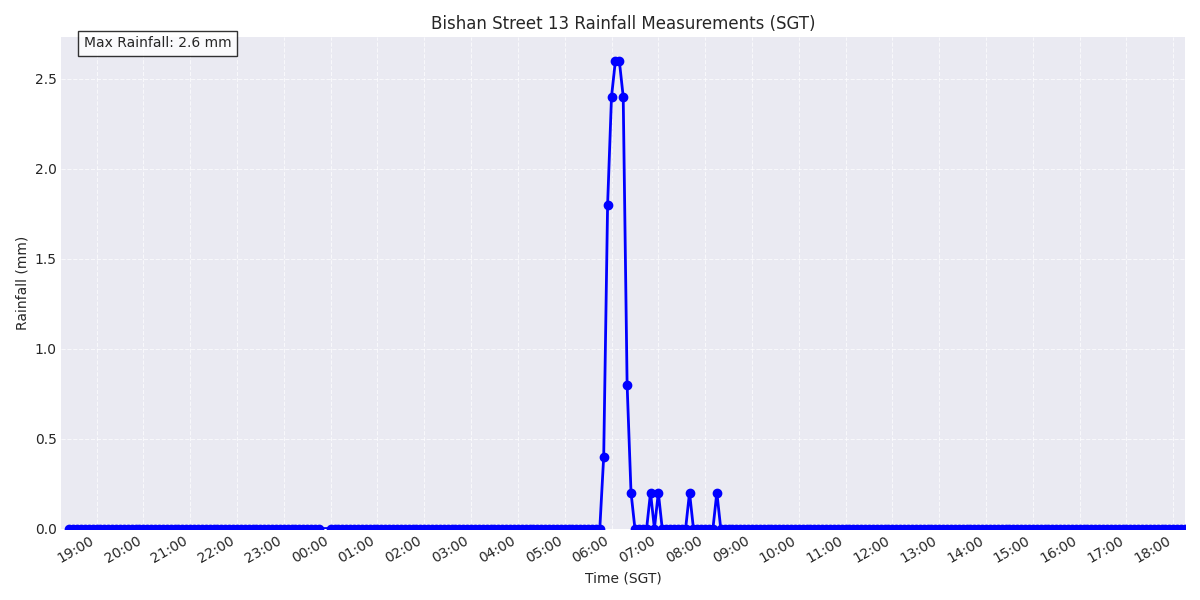 Bishan Street 13 Rainfall Measurements (SGT)
Max Rainfall: 2.6 mm
2.5
2.0
1.5
1.0
0.5
0.0
Rainfall (mm)
19:00 20:00 21:00 22:00 23:00 00:00 01:00 02:00 03:00 04:00 05:00 06:00 07:00 08:00 09:00 10:00 11:00 12:00 13:00 14:00 15:00 16:00 17:00 18:00
Time (SGT)